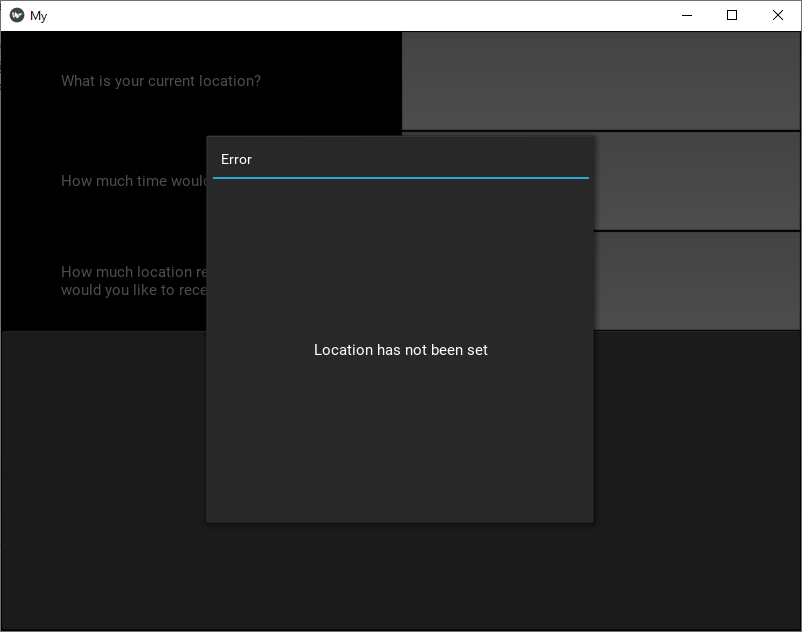 My
What is your current location?
Error
How much time would
Location has not been set
How much location re
would you like to rece